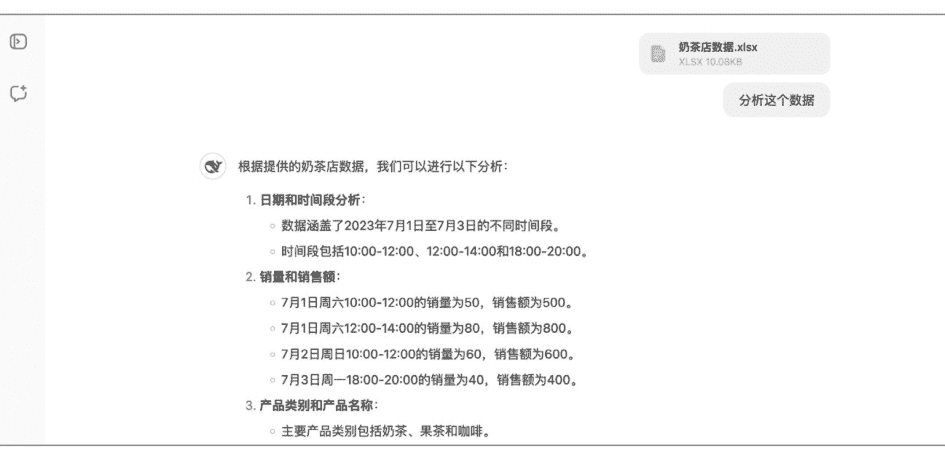 奶茶店数据.xlsx
XLSX 10.08KB
分析这个数据
根据提供的奶茶店数据，我们可以进行以下分析：
1. 日期和时间段分析：
◦ 数据涵盖了2023年7月1日至7月3日的不同时间段。
◦ 时间段包括10:00-12:00、12:00-14:00和18:00-20:00。
2. 销量和销售额：
◦ 7月1日周六10:00-12:00的销量为50，销售额为500。
◦ 7月1日周六12:00-14:00的销量为80，销售额为800。
◦ 7月2日周日10:00-12:00的销量为60，销售额为600。
◦ 7月3日周一18:00-20:00的销量为40，销售额为400。
3. 产品类别和产品名称：
◦ 主要产品类别包括奶茶、果茶和咖啡。